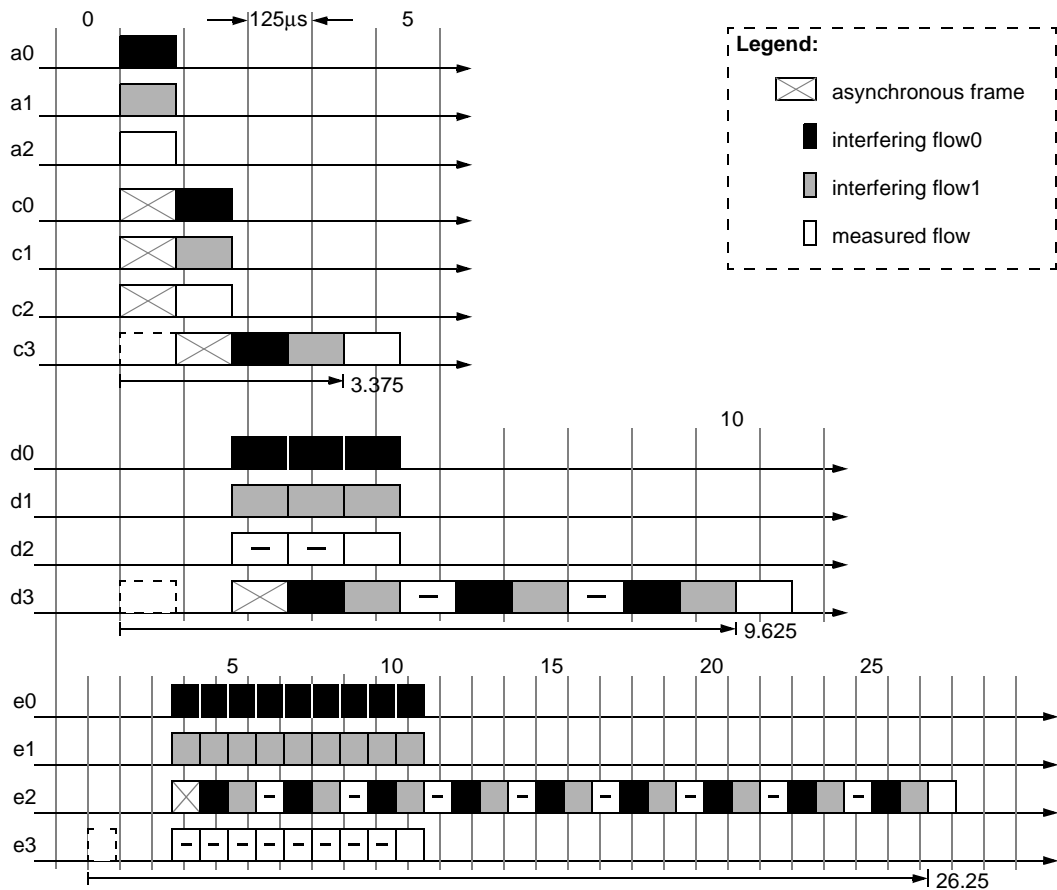 0 125μs 5
Legend:
asynchronous frame
interfering flow0
interfering flow1
measured flow
a0
a1
a2
c0
c1
c2
c3
3.375
10
d0
d1
d2
d3
9.625
5 10 15 20 25
e0
e1
e2
e3
26.25